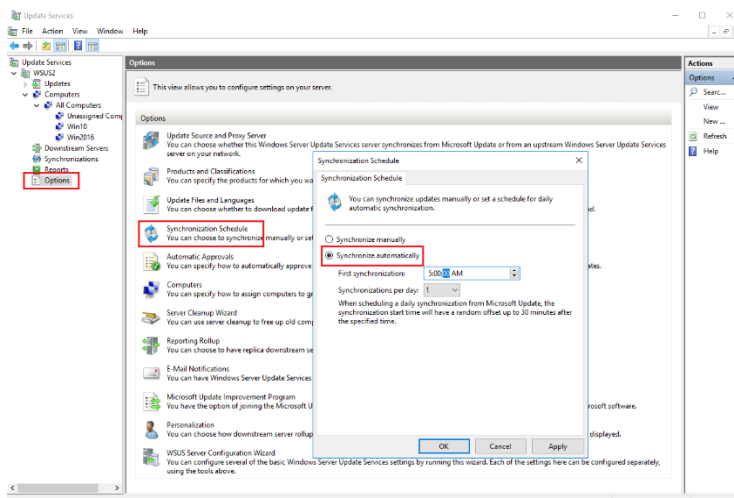 Update Services
File Action View Window Help
Update Services
WSUS2
Updates
Computers
All Computers
Unassigned Comp
Win10
Win2016
Downstream Servers
Synchronizations
Reports
Options
Options
This view allows you to configure settings on your server.
Options
Update Source and Proxy Server
You can choose whether this Windows Server Update Services server synchronizes from Microsoft Update or from an upstream Windows Server Update Services
server on your network.
Products and Classifications
You can specify the products for which you wa
Update Files and Languages
You can choose whether to download update f
d.
Synchronization Schedule
You can choose to synchronize manually or set
Automatic Approvals
You can specify how to automatically approve
ates.
Computers
You can specify how to assign computers to gr
Server Cleanup Wizard
You can use server cleanup to free up old comp
Reporting Rollup
You can choose to have replica downstream se
E-Mail Notifications
You can have Windows Server Update Services
Microsoft Update Improvement Program
You have the option of joining the Microsoft U
rosoft software.
Personalization
You can choose how downstream server rollup
displayed.
WSUS Server Configuration Wizard
You can configure several of the basic Windows Server Update Services settings by running this wizard. Each of the settings here can be configured separately,
using the tools above.
Synchronization Schedule
Synchronization Schedule
You can synchronize updates manually or set a schedule for daily
automatic synchronization.
Synchronize manually
Synchronize automatically
First synchronization: 5:00:00 AM
Synchronizations per day: 1
When scheduling a daily synchronization from Microsoft Update, the
synchronization start time will have a random offset up to 30 minutes after
the specified time.
OK Cancel Apply
Actions
Options
Searc...
View
New ...
Refresh
Help